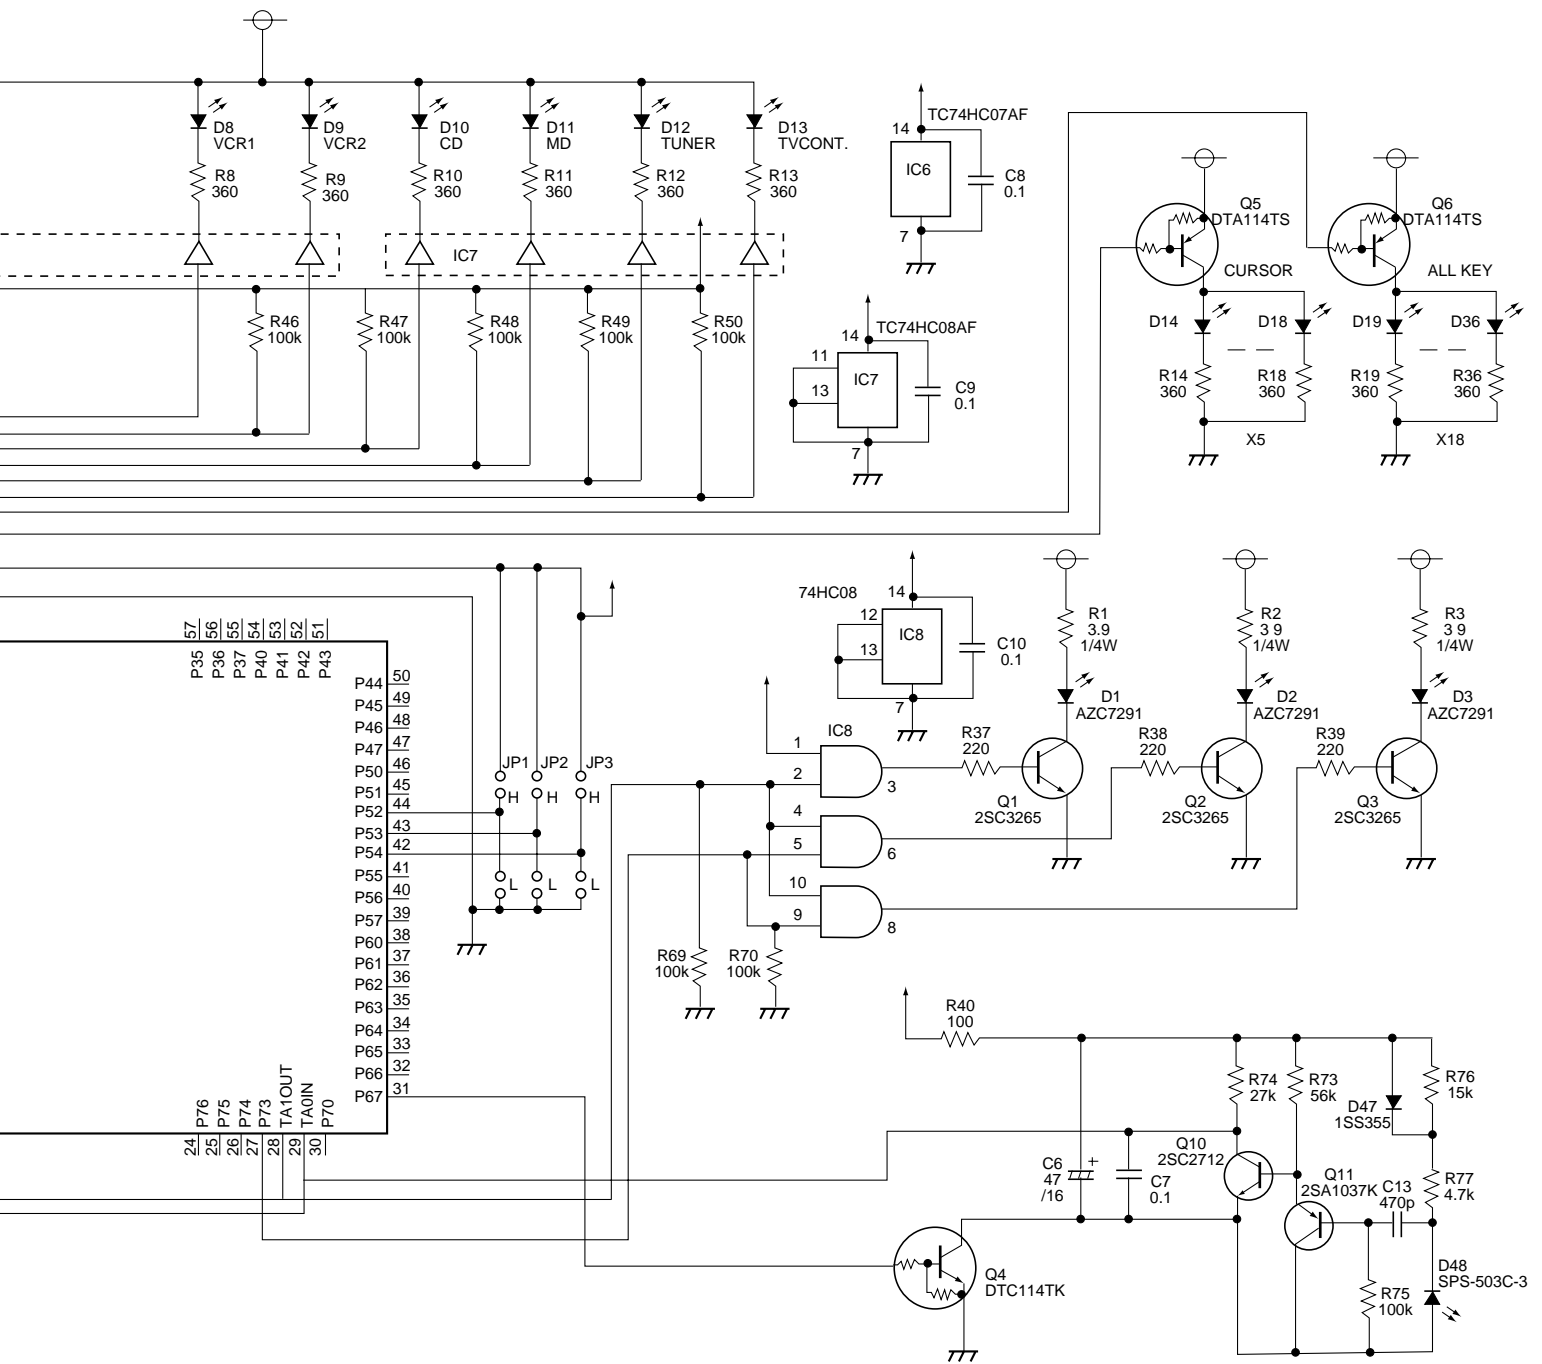 D8
VCR1
D9
VCR2
D10
CD
D11
MD
D12
TUNER
D13
TVCONT.
R8
360
R9
360
R10
360
R11
360
R12
360
R13
360
IC7
R46
100k
R47
100k
R48
100k
R49
100k
R50
100k
TC74HC07AF
14
IC6
C8
0.1
7
TC74HC08AF
14
11
IC7
13
C9
0.1
7
Q5
DTA114TS
Q6
DTA114TS
CURSOR
ALL KEY
D14
D18
D19
D36
R14
360
R18
360
R19
360
R36
360
X5
X18
74HC08
14
12
IC8
13
C10
0.1
7
R1
3.9
1/4W
R2
3 9
1/4W
R3
3 9
1/4W
D1
AZC7291
D2
AZC7291
D3
AZC7291
57
56
55
54
53
52
51
P35
P36
P37
P40
P41
P42
P43
P44
50
P45
49
P46
48
P47
47
P50
46
P51
45
P52
44
P53
43
P54
42
P55
41
P56
40
P57
39
P60
38
P61
37
P62
36
P63
35
P64
34
P65
33
P66
32
P67
31
JP1
JP2
JP3
H
H
H
L
L
L
IC8
1
2
3
4
5
6
10
9
8
R37
220
R38
220
R39
220
Q1
2SC3265
Q2
2SC3265
Q3
2SC3265
R69
100k
R70
100k
P76
P75
P74
P73
TA1OUT
TA0IN
P70
24
25
26
27
28
29
30
R40
100
R74
27k
R73
56k
R76
15k
D47
1SS355
C6
47
/16
+
C7
0.1
Q10
2SC2712
Q11
2SA1037K
C13
470p
R77
4.7k
Q4
DTC114TK
R75
100k
D48
SPS-503C-3